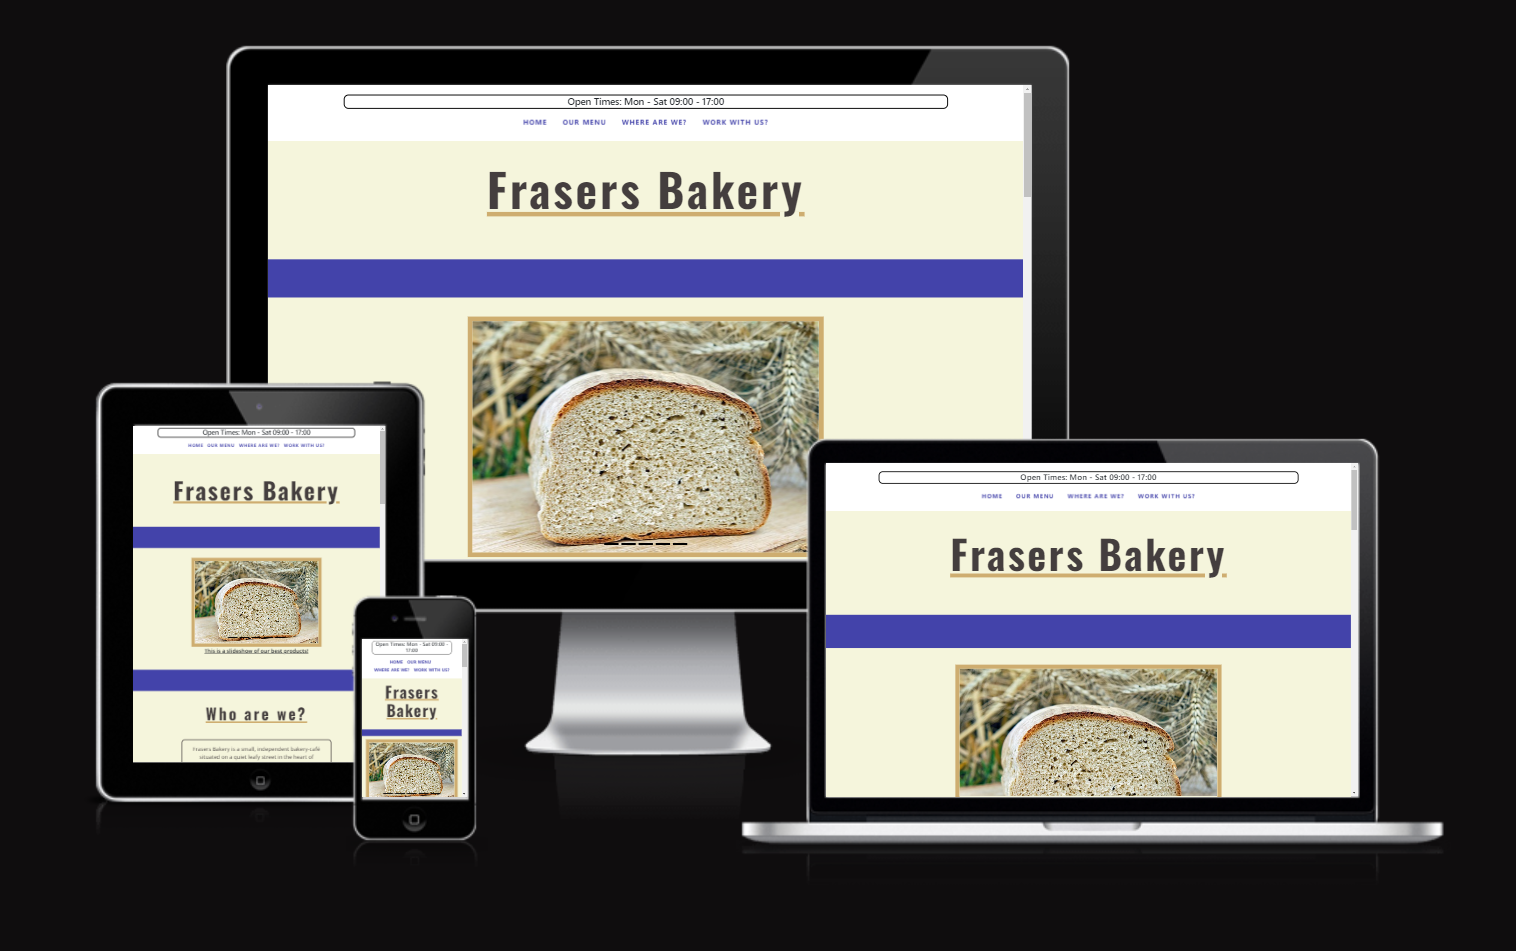 Open Times: Mon - Sat 09:00 - 17:00
HOME OUR MENU WHERE ARE WE? WORK WITH US?
Frasers Bakery
Open Times: Mon - Sat 09:00 - 17:00
HOME OUR MENU WHERE ARE WE? WORK WITH US?
Frasers Bakery
This is a slideshow of our best products!
Who are we?
Frasers Bakery is a small, independent bakery-café
situated on a quiet leafy street in the heart of
Open Times: Mon - Sat 09:00 -
17:00
HOME OUR MENU
WHERE ARE WE? WORK WITH US?
Frasers
Bakery
Open Times: Mon - Sat 09:00 - 17:00
HOME OUR MENU WHERE ARE WE? WORK WITH US?
Frasers Bakery